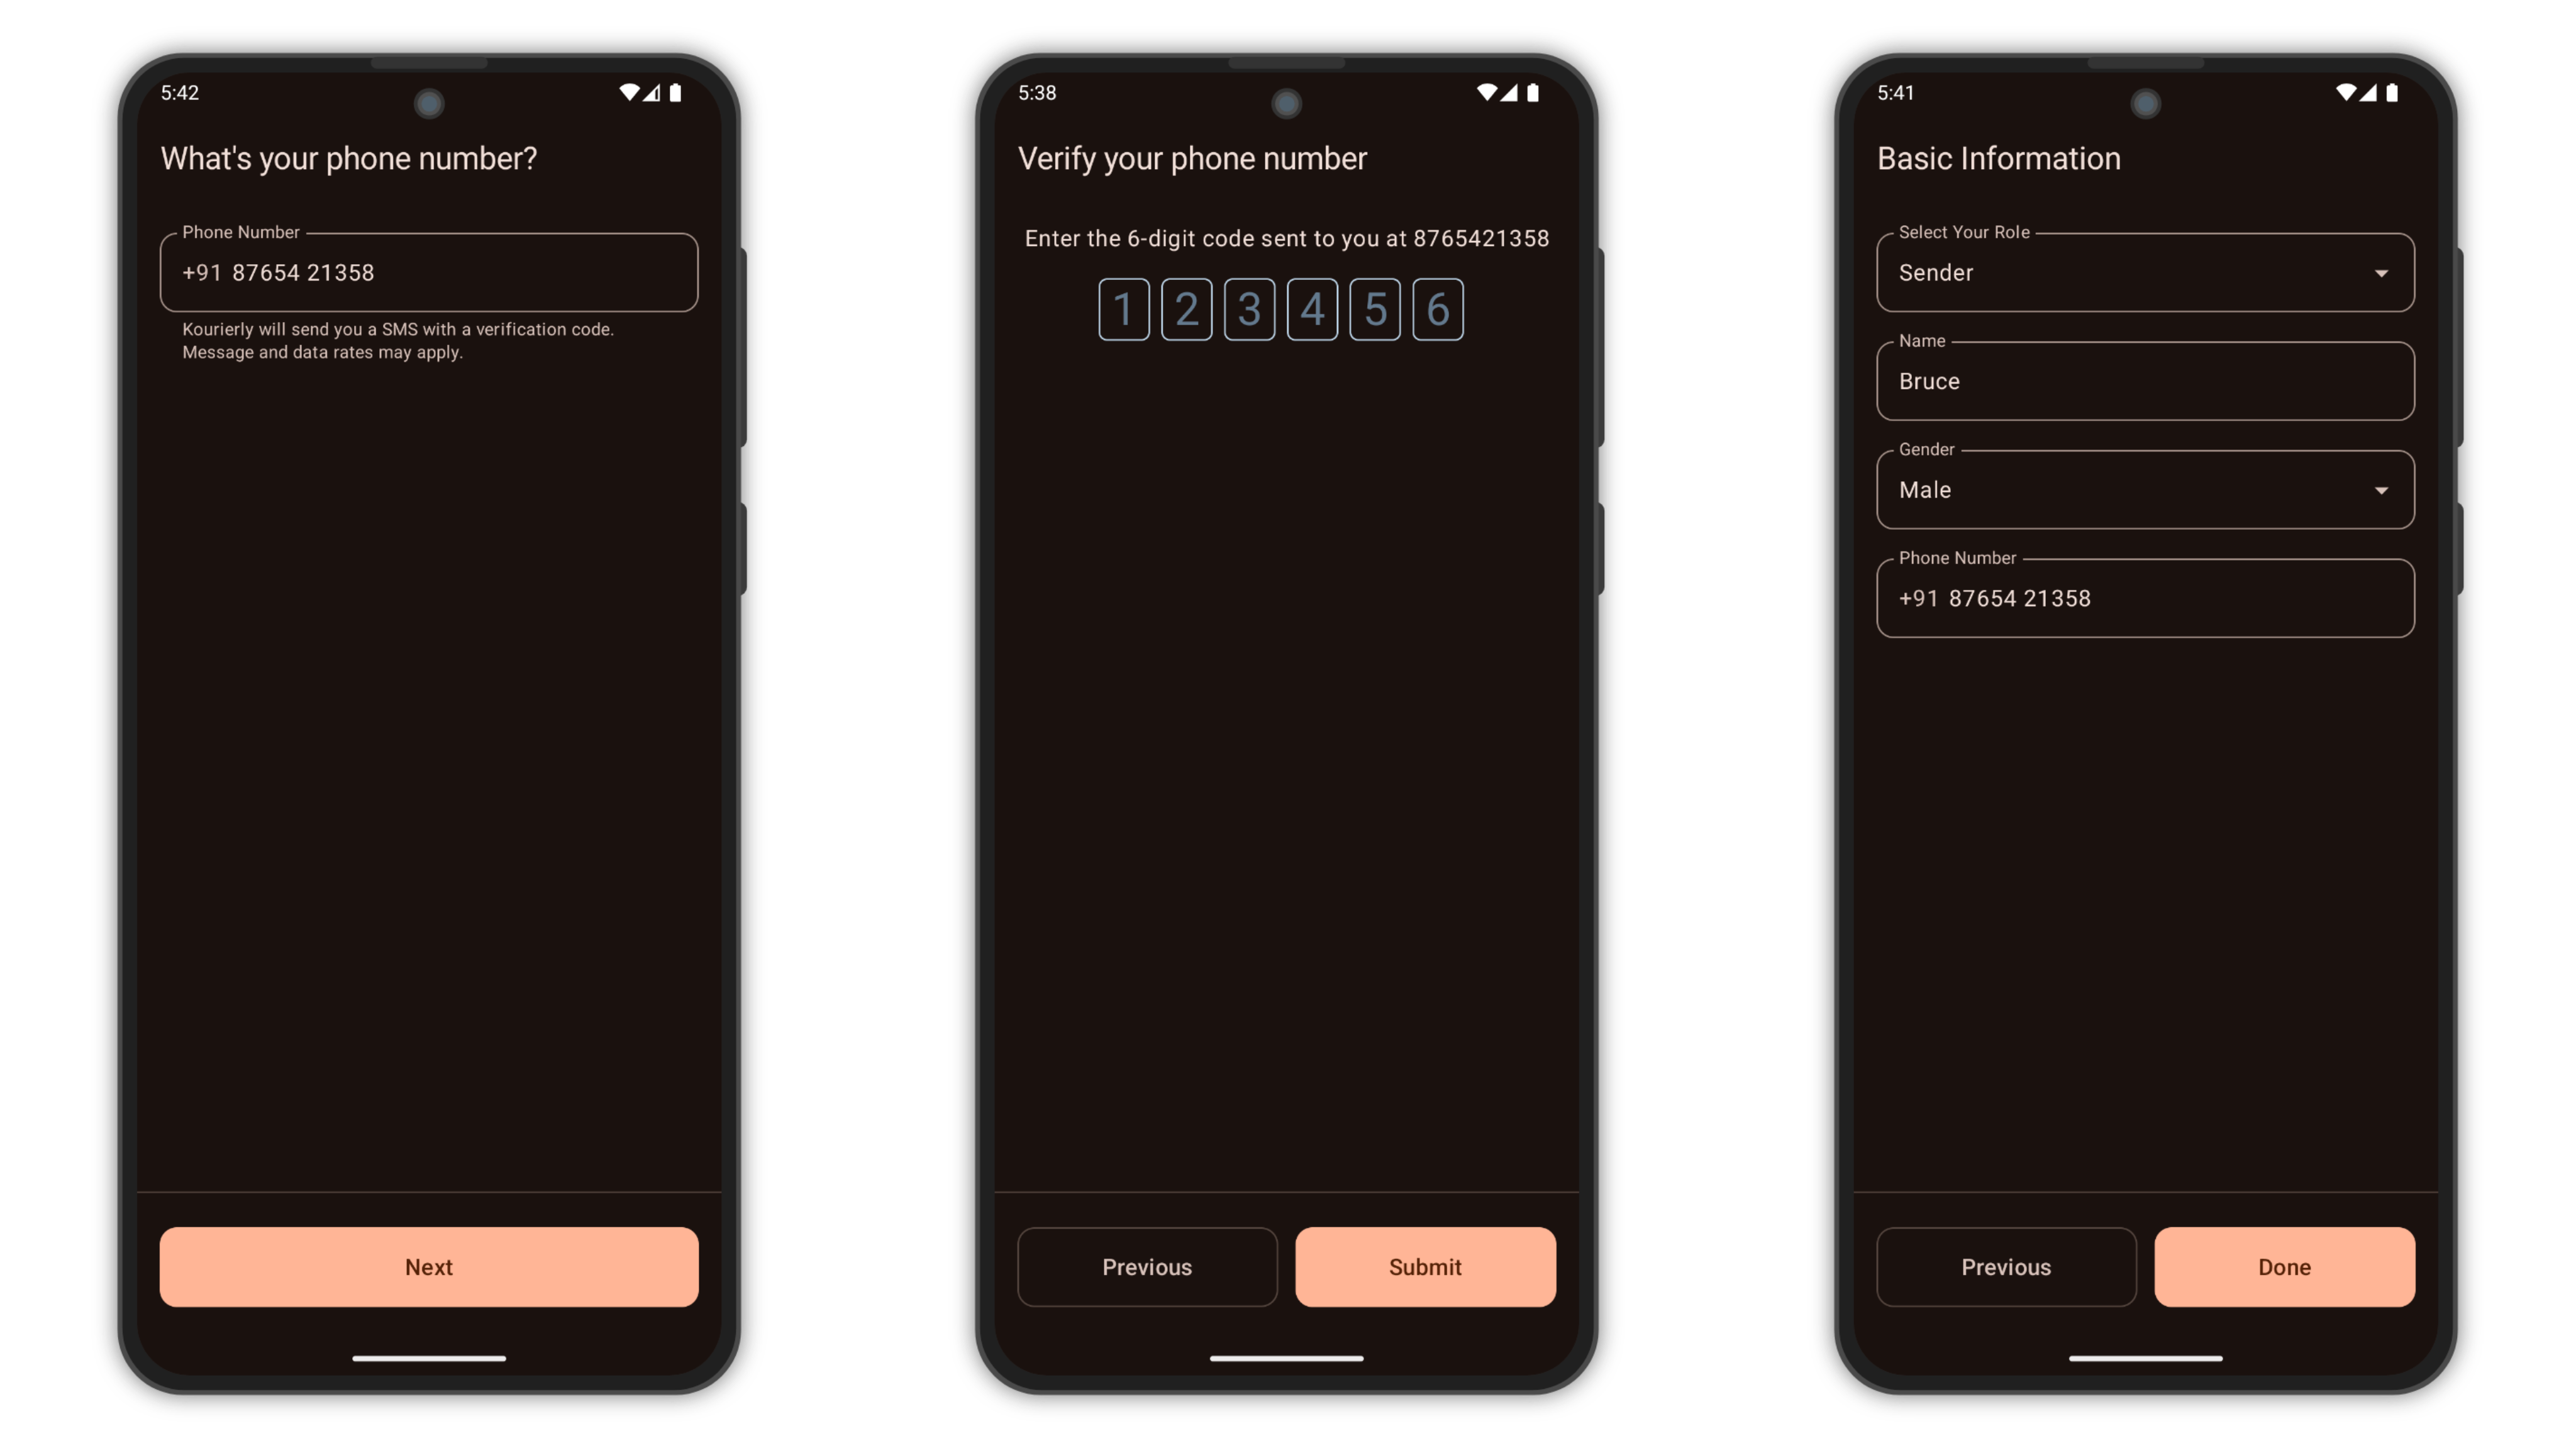 5:42
What's your phone number?
Phone Number
+91 87654 21358
Kourierly will send you a SMS with a verification code.
Message and data rates may apply.
Next
5:38
Verify your phone number
Enter the 6-digit code sent to you at 8765421358
1 2 3 4 5 6
Previous
Submit
5:41
Basic Information
Select Your Role
Sender
Name
Bruce
Gender
Male
Phone Number
+91 87654 21358
Previous
Done